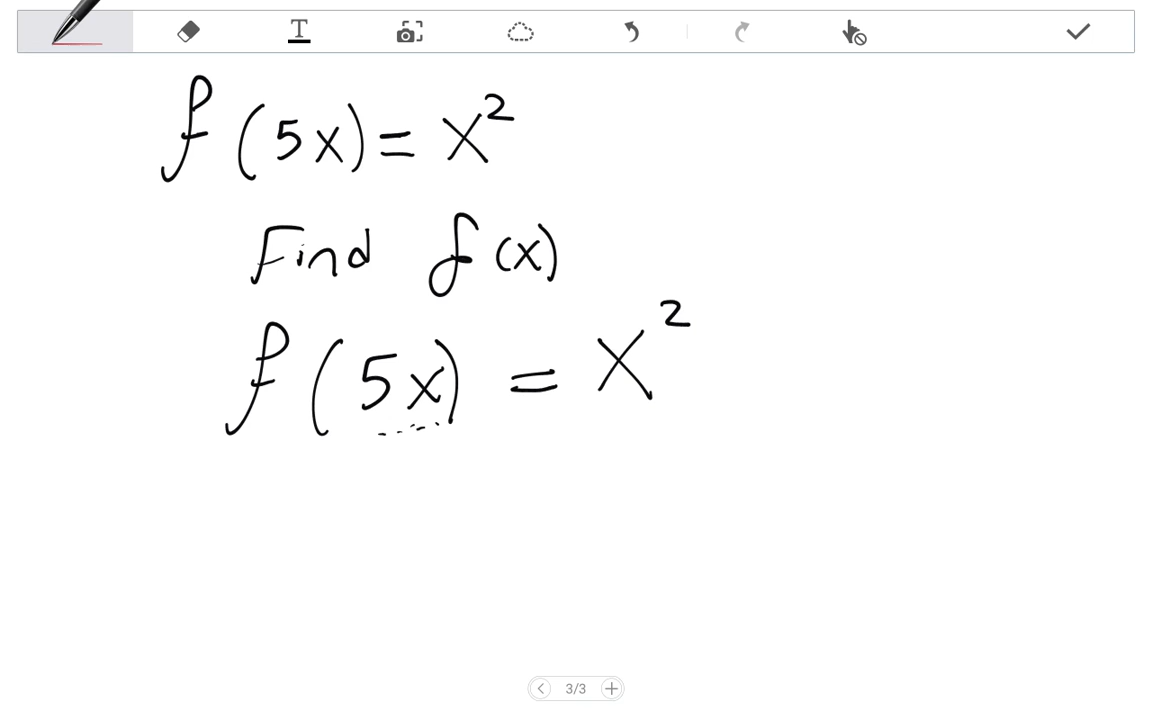 T
f(5x) = x²
Find f(x)
f(5x) = x²
3/3